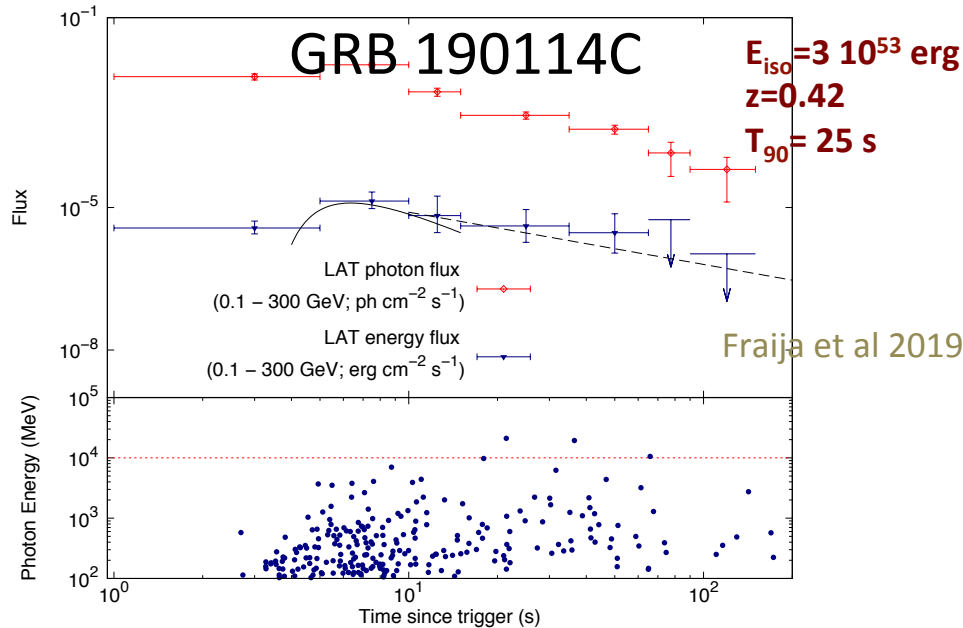 GRB 190114C
E_iso=3 10^53 erg
z=0.42
T_90= 25 s
10^-1
10^-5
10^-8
Flux
LAT photon flux
(0.1 – 300 GeV; ph cm^−2 s^−1)
LAT energy flux
(0.1 – 300 GeV; erg cm^−2 s^−1)
Fraija et al 2019
10^5
10^4
10^3
10^2
Photon Energy (MeV)
10^0 10^1 10^2
Time since trigger (s)